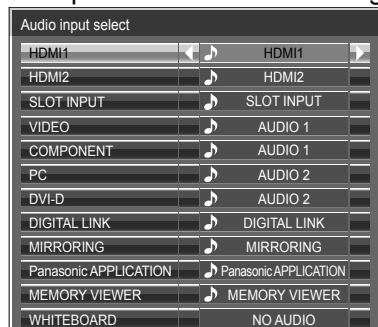 Audio input select
HDMI1 HDMI1
HDMI2 HDMI2
SLOT INPUT SLOT INPUT
VIDEO AUDIO 1
COMPONENT AUDIO 1
PC AUDIO 2
DVI-D AUDIO 2
DIGITAL LINK DIGITAL LINK
MIRRORING MIRRORING
Panasonic APPLICATION Panasonic APPLICATION
MEMORY VIEWER MEMORY VIEWER
WHITEBOARD NO AUDIO